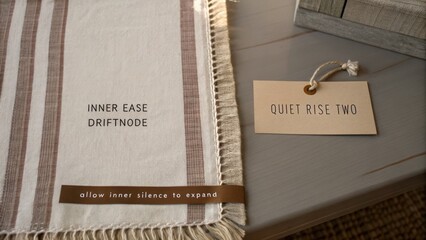 INNER EASE
DRIFTNODE
allow inner silence to expand
QUIET RISE TWO